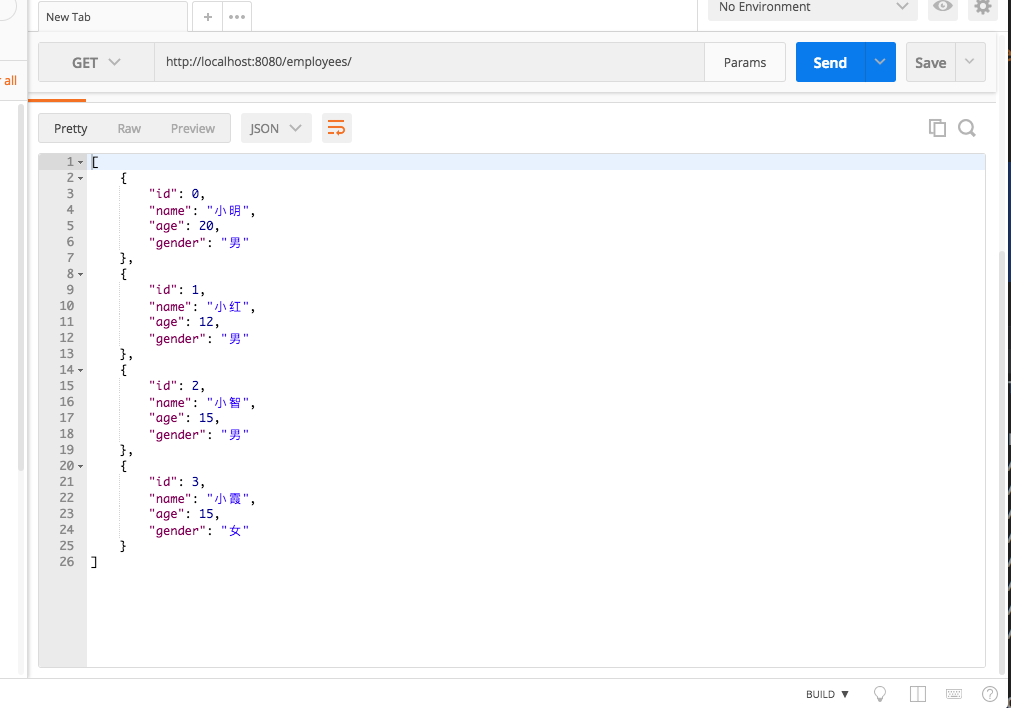 No Environment
New Tab
all
GET
http://localhost:8080/employees/
Params
Send
Save
Pretty
Raw
Preview
JSON
1 [
2 {
3 "id": 0,
4 "name": "小明",
5 "age": 20,
6 "gender": "男"
7 },
8 {
9 "id": 1,
10 "name": "小红",
11 "age": 12,
12 "gender": "男"
13 },
14 {
15 "id": 2,
16 "name": "小智",
17 "age": 15,
18 "gender": "男"
19 },
20 {
21 "id": 3,
22 "name": "小霞",
23 "age": 15,
24 "gender": "女"
25 }
26 ]
BUILD